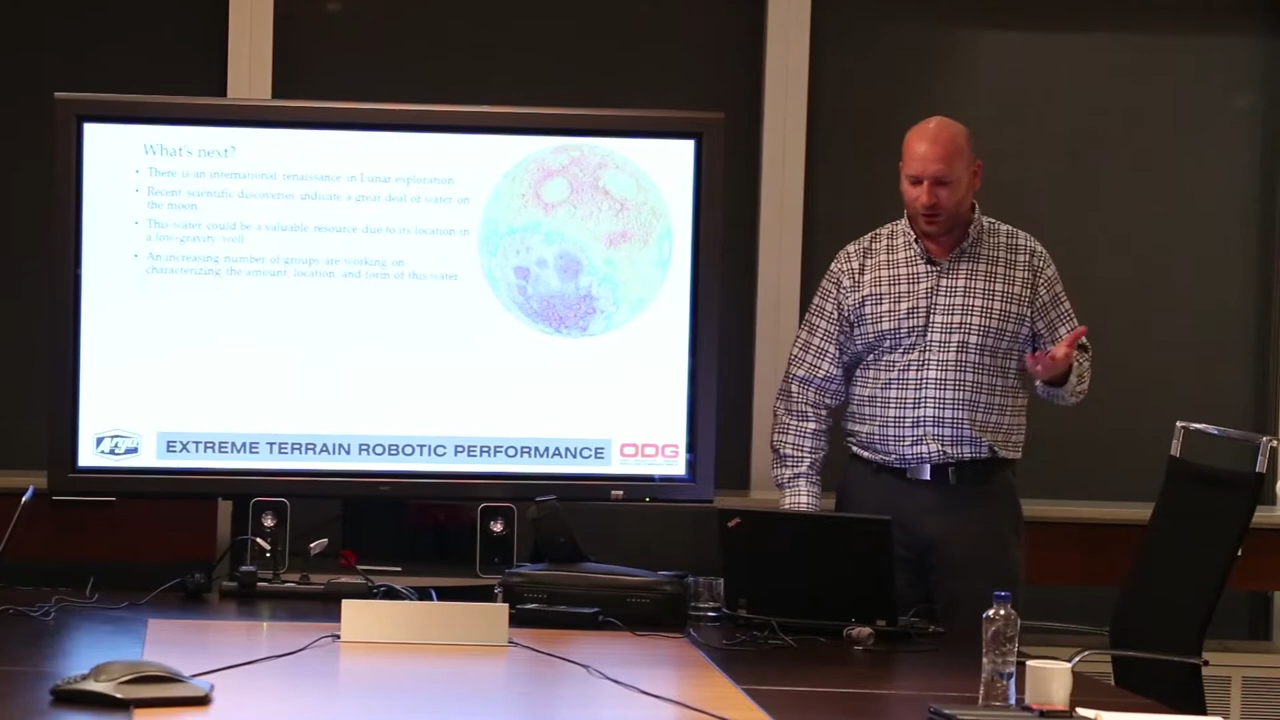 What's next?
• There is an international renaissance in Lunar exploration.
• Recent scientific discoveries indicate a great deal of water on
the moon.
• This water could be a valuable resource due to its location in
a low-gravity well.
• An increasing number of groups are working on
characterizing the amount, location, and form of this water.
Argo
EXTREME TERRAIN ROBOTIC PERFORMANCE
ODG